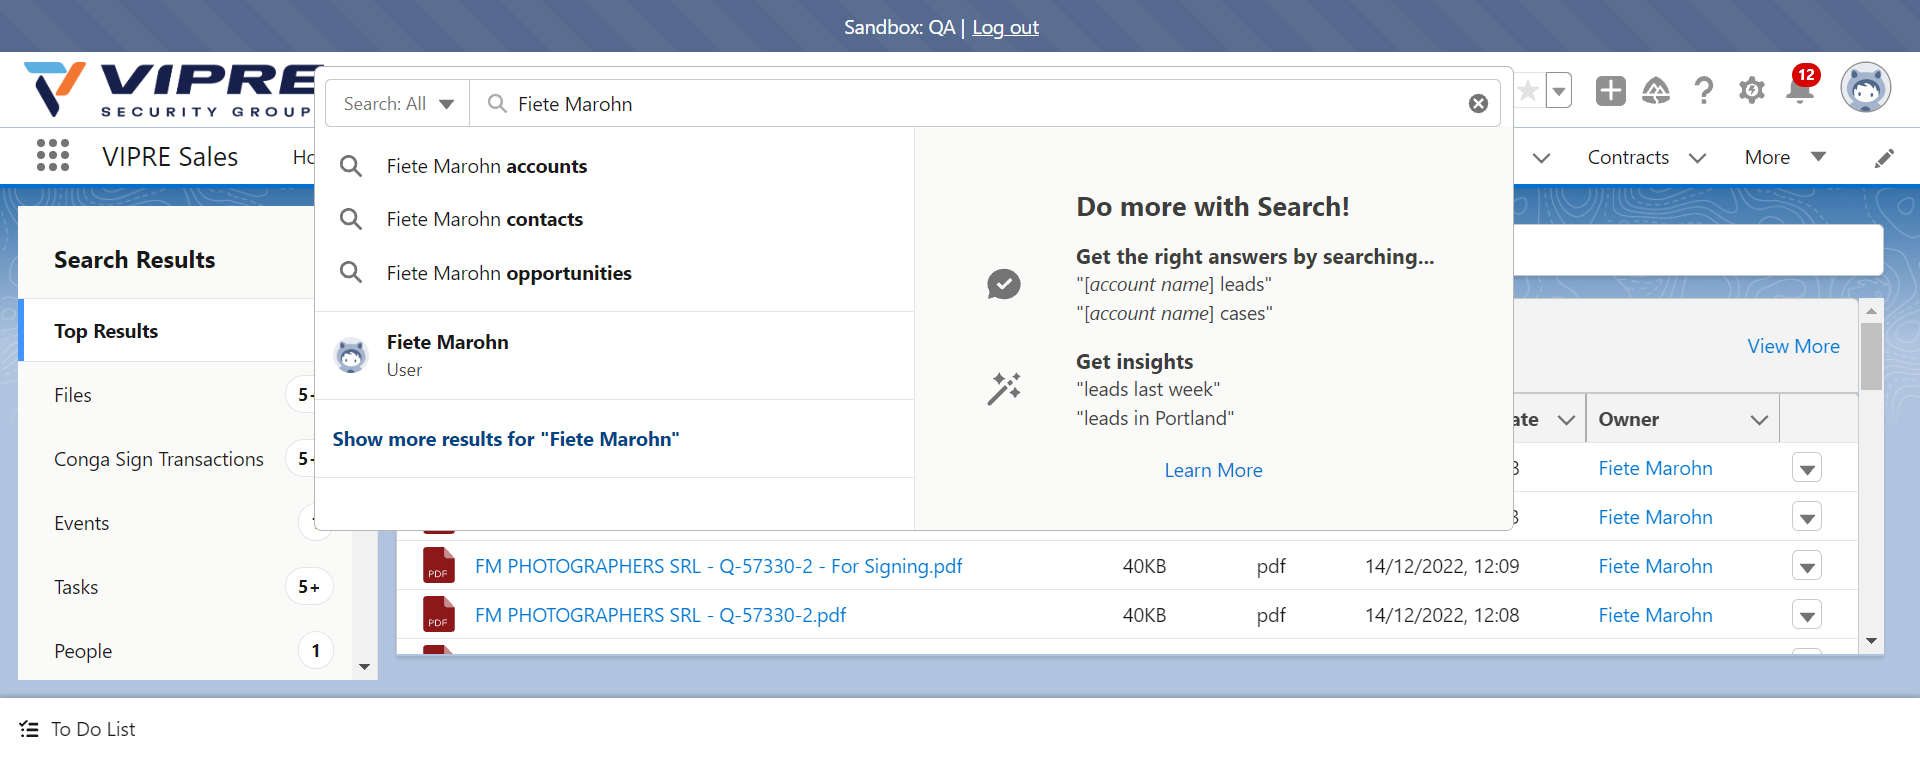 Sandbox: QA | Log out
VIPRE
SECURITY GROUP
Search: All
Fiete Marohn
12
VIPRE Sales
Contracts
More
Fiete Marohn accounts
Fiete Marohn contacts
Fiete Marohn opportunities
Fiete Marohn
User
Show more results for "Fiete Marohn"
Do more with Search!
Get the right answers by searching...
"[account name] leads"
"[account name] cases"
Get insights
"leads last week"
"leads in Portland"
Learn More
Search Results
Top Results
Files
Conga Sign Transactions
Events
Tasks 5+
People 1
View More
Owner
Fiete Marohn
Fiete Marohn
PDF FM PHOTOGRAPHERS SRL - Q-57330-2 - For Signing.pdf 40KB pdf 14/12/2022, 12:09 Fiete Marohn
PDF FM PHOTOGRAPHERS SRL - Q-57330-2.pdf 40KB pdf 14/12/2022, 12:08 Fiete Marohn
To Do List